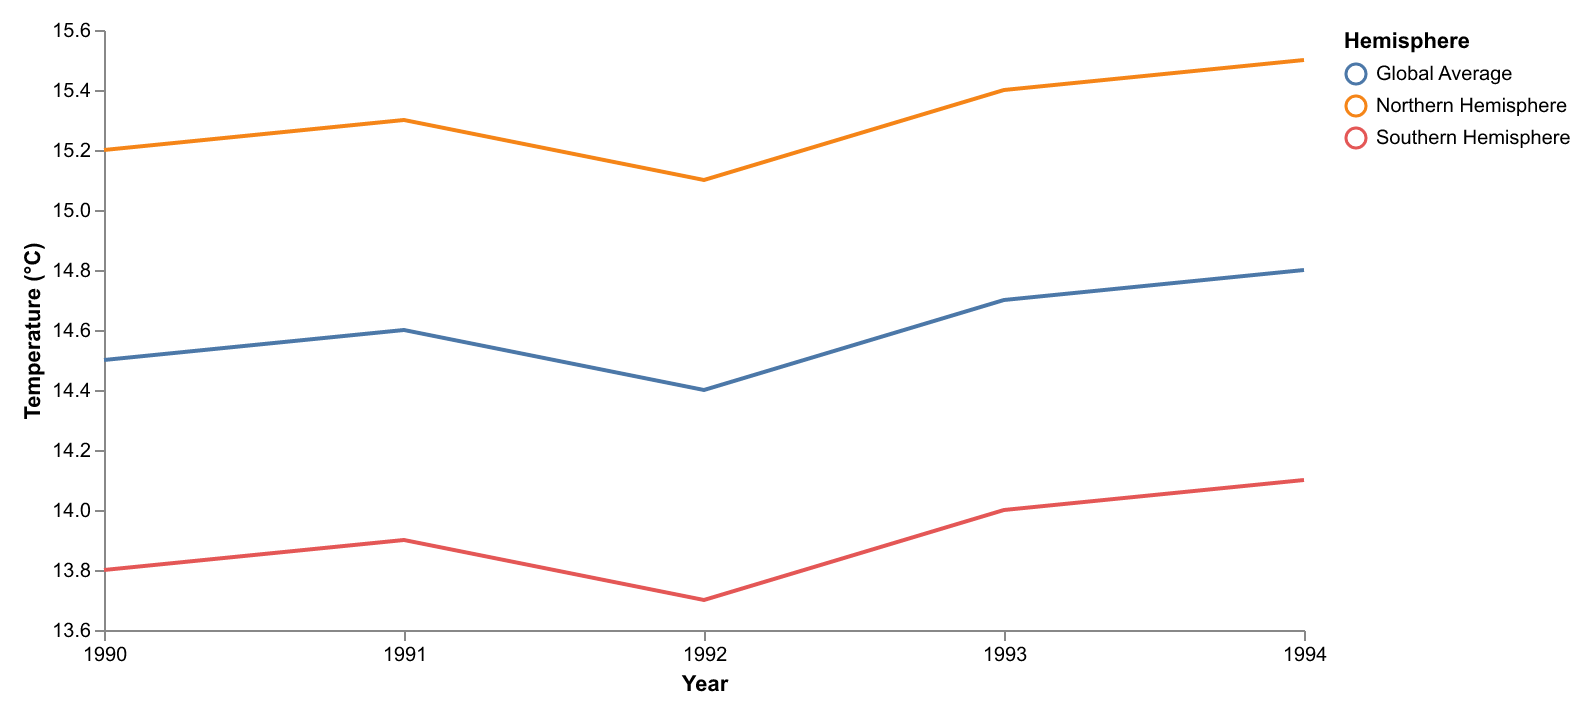 15.6
15.4
15.2
15.0
14.8
14.6
14.4
14.2
14.0
13.8
13.6
Temperature (°C)
1990 1991 1992 1993 1994
Year
Hemisphere
Global Average
Northern Hemisphere
Southern Hemisphere